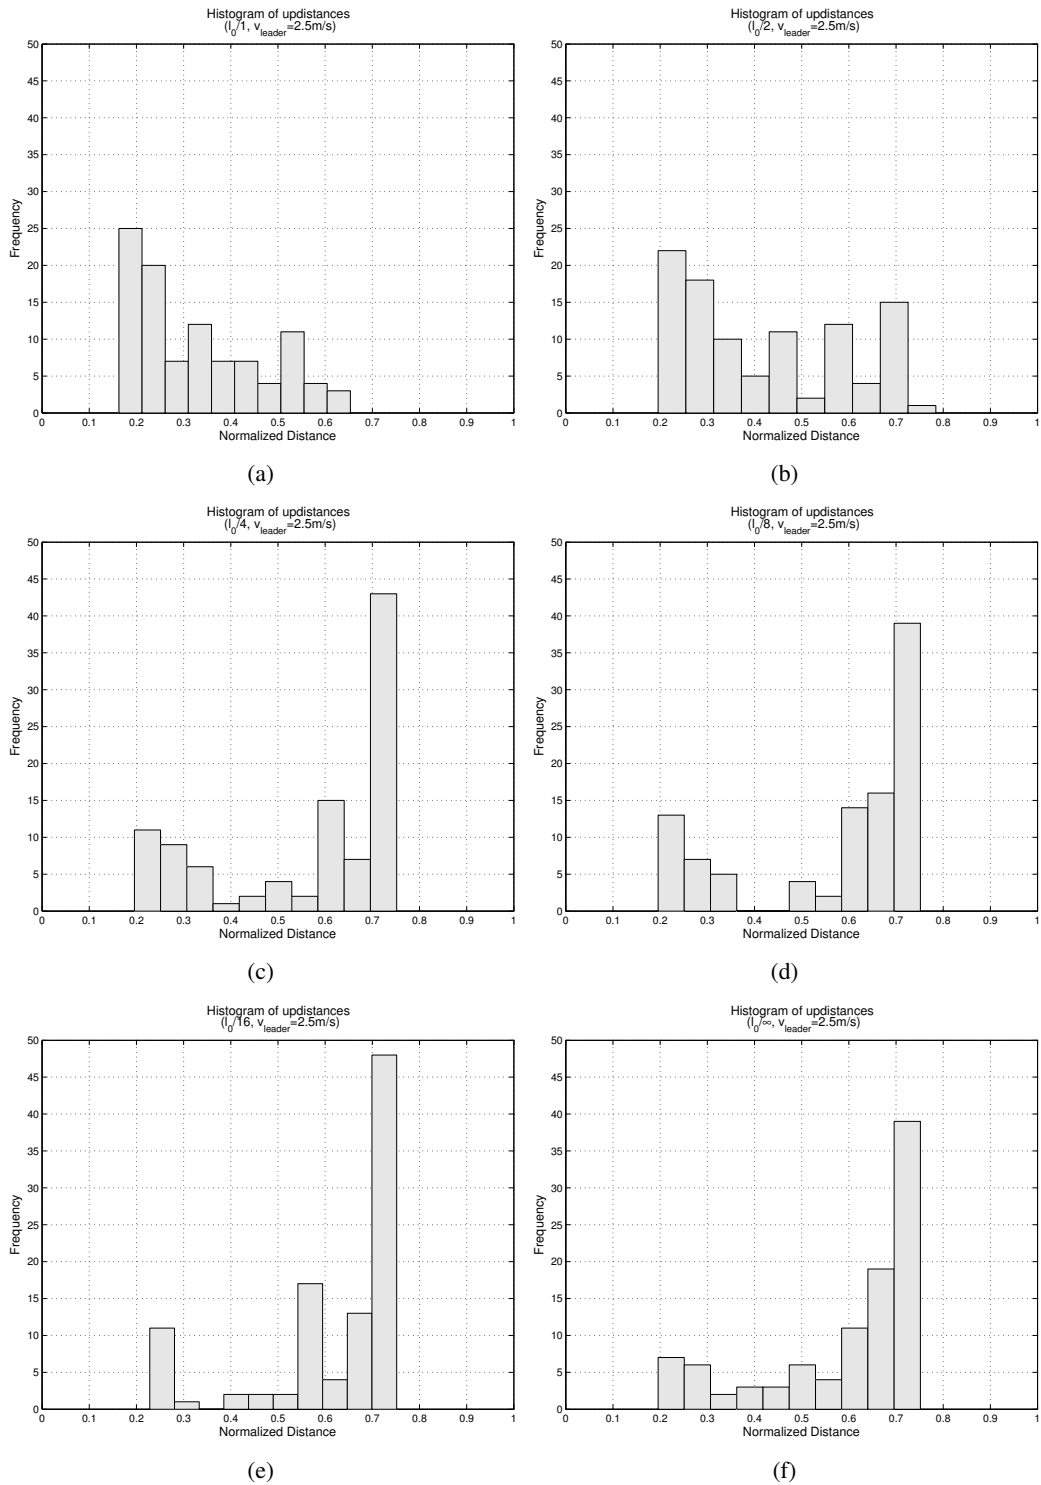 Histogram of updistances
(l0/1, vleader=2.5m/s)
50
45
40
35
30
25
20
15
10
5
0
Frequency
0 0.1 0.2 0.3 0.4 0.5 0.6 0.7 0.8 0.9 1
Normalized Distance
(a)
Histogram of updistances
(l0/2, vleader=2.5m/s)
50
45
40
35
30
25
20
15
10
5
0
Frequency
0 0.1 0.2 0.3 0.4 0.5 0.6 0.7 0.8 0.9 1
Normalized Distance
(b)
Histogram of updistances
(l0/4, vleader=2.5m/s)
50
45
40
35
30
25
20
15
10
5
0
Frequency
0 0.1 0.2 0.3 0.4 0.5 0.6 0.7 0.8 0.9 1
Normalized Distance
(c)
Histogram of updistances
(l0/8, vleader=2.5m/s)
50
45
40
35
30
25
20
15
10
5
0
Frequency
0 0.1 0.2 0.3 0.4 0.5 0.6 0.7 0.8 0.9 1
Normalized Distance
(d)
Histogram of updistances
(l0/16, vleader=2.5m/s)
50
45
40
35
30
25
20
15
10
5
0
Frequency
0 0.1 0.2 0.3 0.4 0.5 0.6 0.7 0.8 0.9 1
Normalized Distance
(e)
Histogram of updistances
(l0/∞, vleader=2.5m/s)
50
45
40
35
30
25
20
15
10
5
0
Frequency
0 0.1 0.2 0.3 0.4 0.5 0.6 0.7 0.8 0.9 1
Normalized Distance
(f)